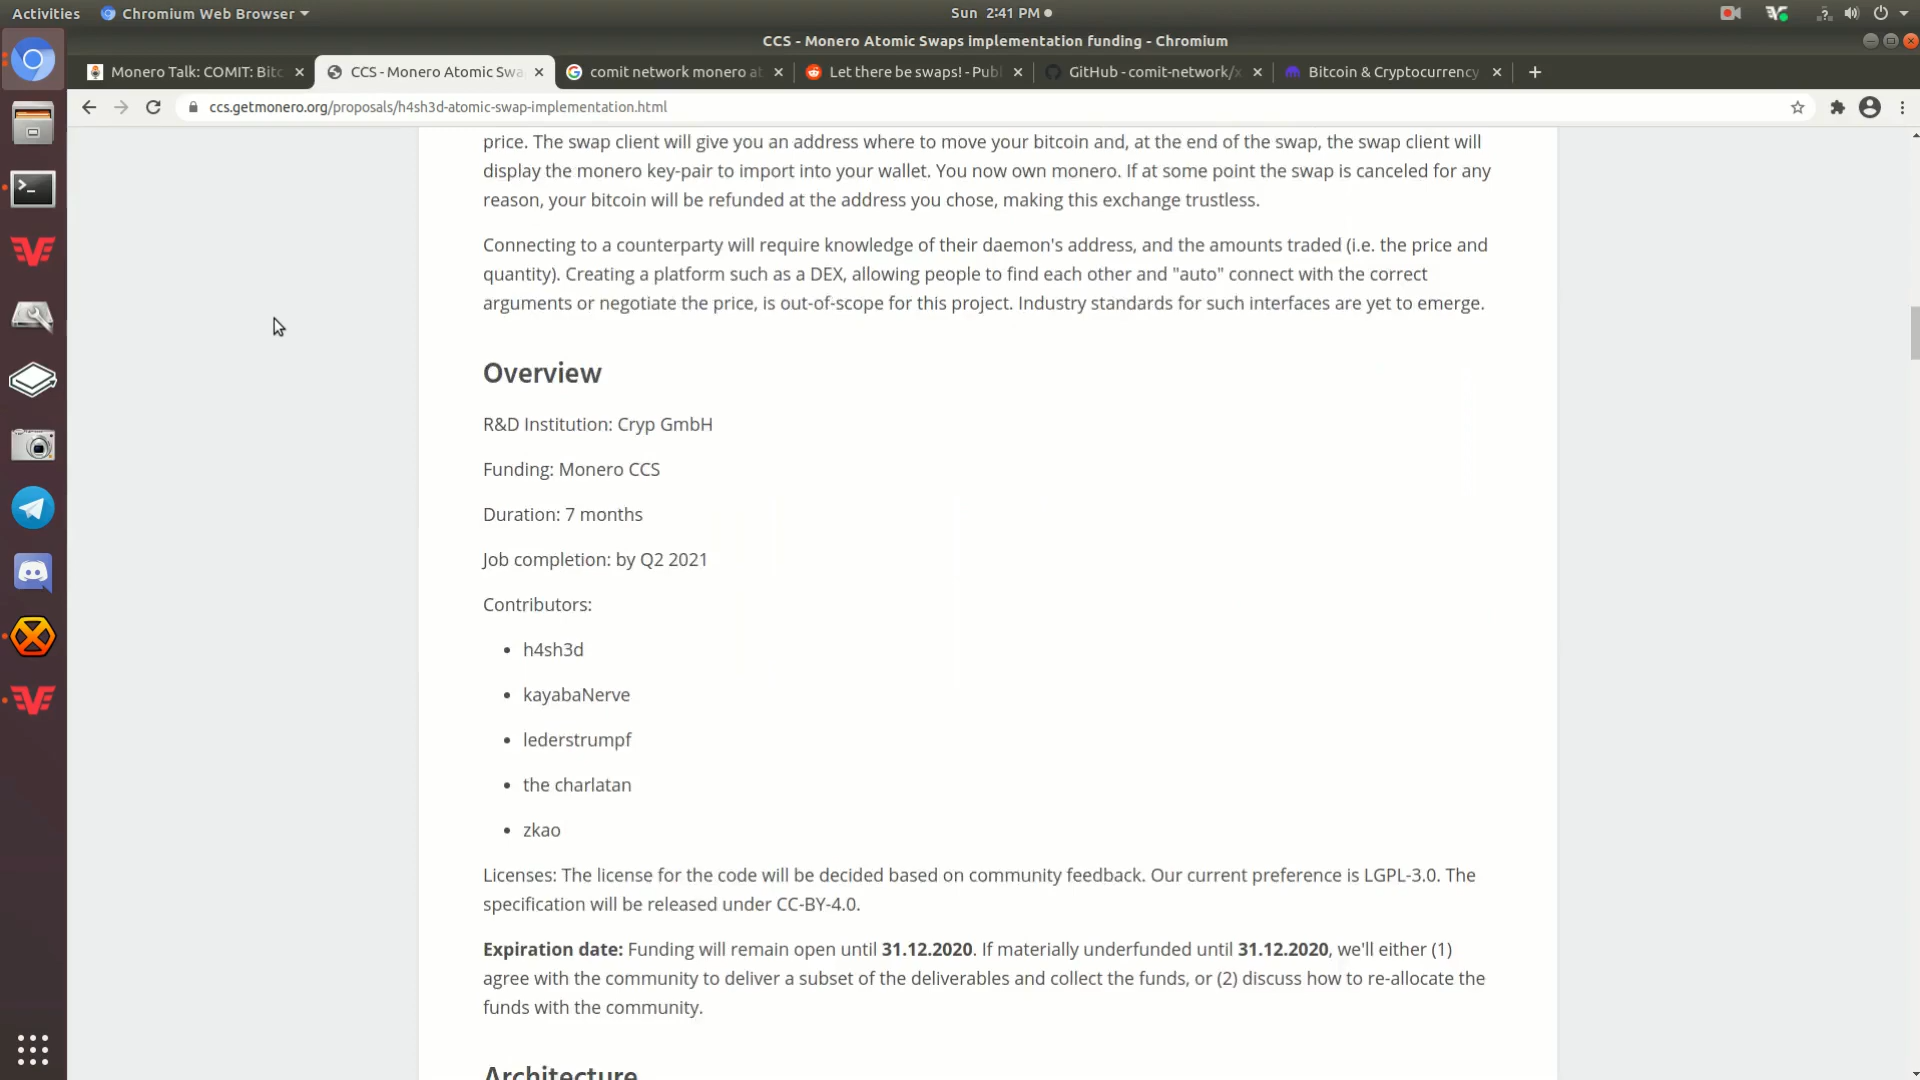 Activities Chromium Web Browser Sun 2:41 PM
CCS - Monero Atomic Swaps implementation funding - Chromium
Monero Talk: COMIT: Bitc CCS - Monero Atomic Swa comit network monero at Let there be swaps! - Publ GitHub - comit-network/x Bitcoin & Cryptocurrency
ccs.getmonero.org/proposals/h4sh3d-atomic-swap-implementation.html
price. The swap client will give you an address where to move your bitcoin and, at the end of the swap, the swap client will
display the monero key-pair to import into your wallet. You now own monero. If at some point the swap is canceled for any
reason, your bitcoin will be refunded at the address you chose, making this exchange trustless.
Connecting to a counterparty will require knowledge of their daemon's address, and the amounts traded (i.e. the price and
quantity). Creating a platform such as a DEX, allowing people to find each other and "auto" connect with the correct
arguments or negotiate the price, is out-of-scope for this project. Industry standards for such interfaces are yet to emerge.
Overview
R&D Institution: Cryp GmbH
Funding: Monero CCS
Duration: 7 months
Job completion: by Q2 2021
Contributors:
• h4sh3d
• kayabaNerve
• lederstrumpf
• the charlatan
• zkao
Licenses: The license for the code will be decided based on community feedback. Our current preference is LGPL-3.0. The
specification will be released under CC-BY-4.0.
Expiration date: Funding will remain open until 31.12.2020. If materially underfunded until 31.12.2020, we'll either (1)
agree with the community to deliver a subset of the deliverables and collect the funds, or (2) discuss how to re-allocate the
funds with the community.
Architecture